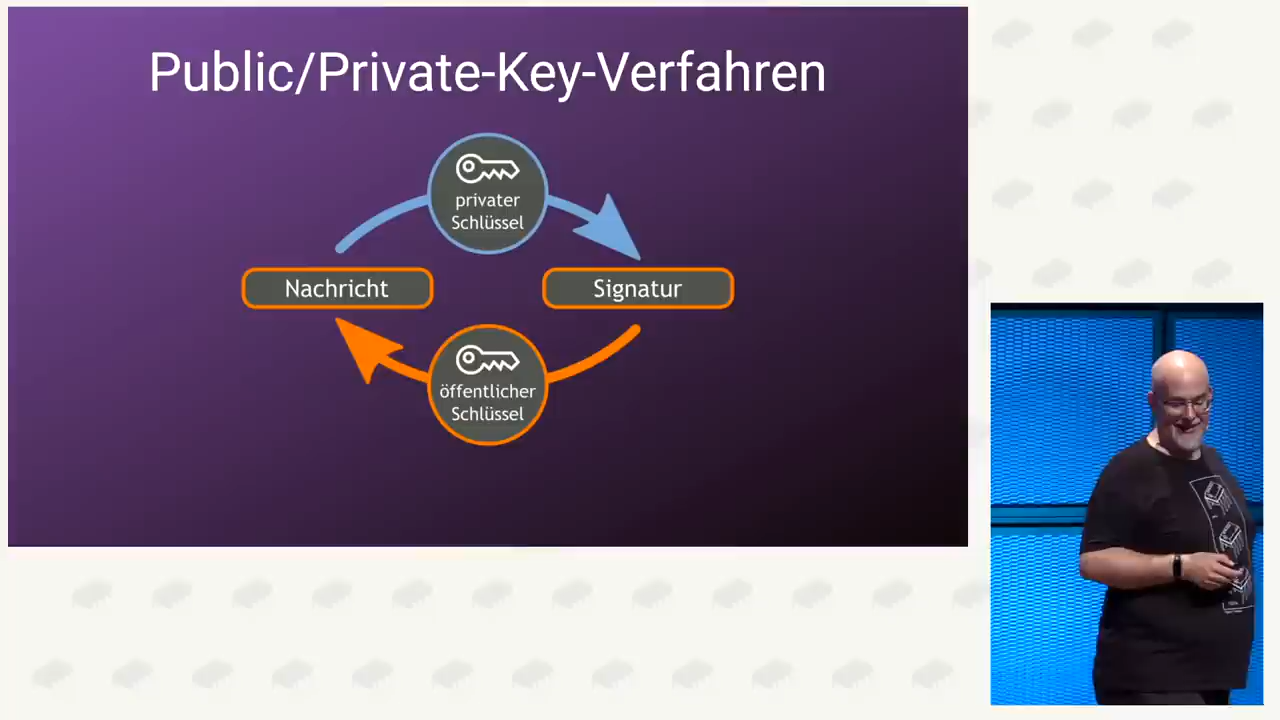 Public/Private-Key-Verfahren
privater
Schlüssel
Nachricht
Signatur
öffentlicher
Schlüssel